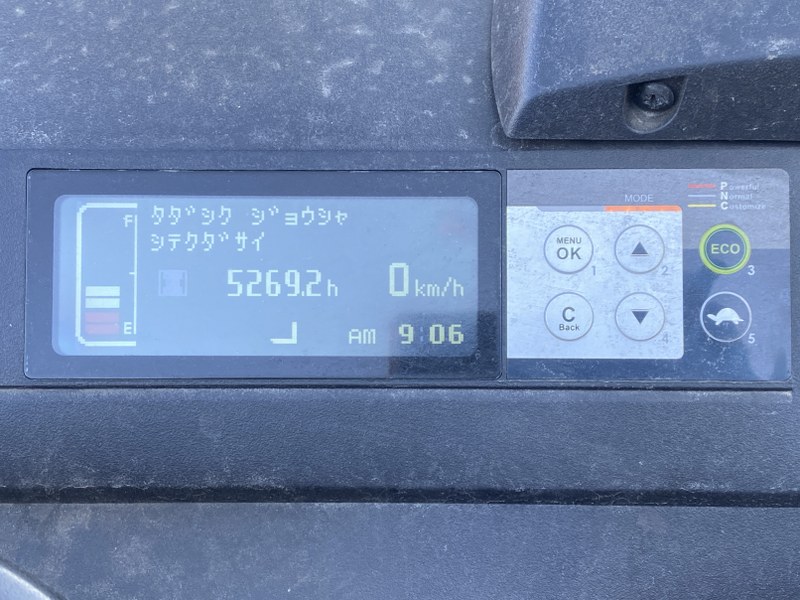 F
タダシク ジョウシャ
シテクダサイ
5269.2h 0km/h
E
AM 9:06
MODE
Powerful
Normal
Customize
MENU
OK
1
2
ECO
3
C
Back
4
5